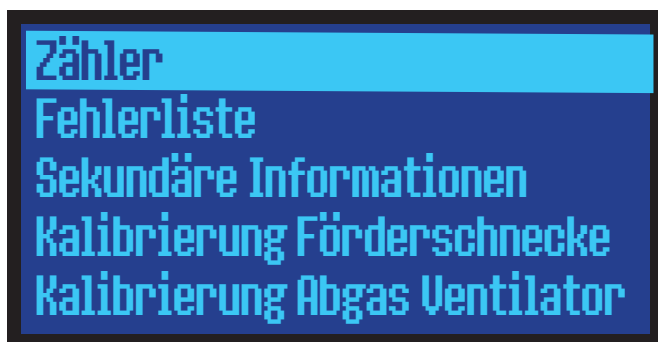 Zähler
Fehlerliste
Sekundäre Informationen
Kalibrierung Förderschnecke
Kalibrierung Abgas Ventilator